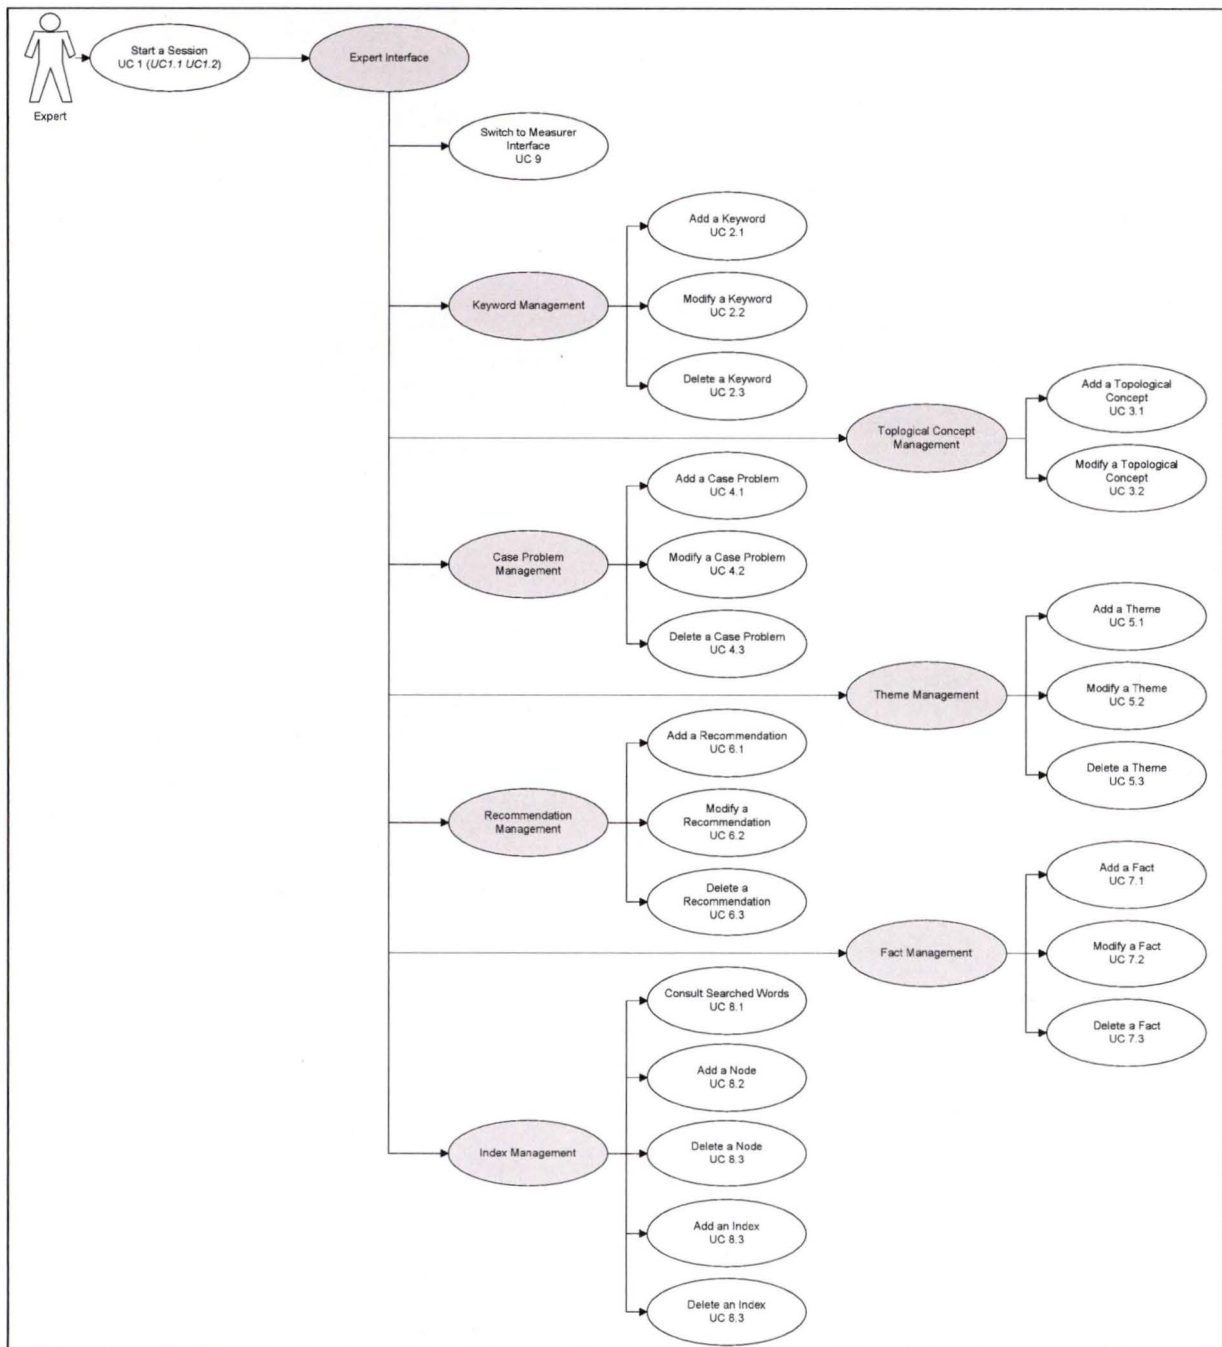 Start a Session
UC 1 (UC1.1 UC1.2)
Expert Interface
Expert
Switch to Measurer
Interface
UC 9
Add a Keyword
UC 2.1
Keyword Management
Modify a Keyword
UC 2.2
Delete a Keyword
UC 2.3
Toplogical Concept
Management
Add a Topological
Concept
UC 3.1
Modify a Topological
Concept
UC 3.2
Add a Case Problem
UC 4.1
Case Problem
Management
Modify a Case Problem
UC 4.2
Delete a Case Problem
UC 4.3
Theme Management
Add a Theme
UC 5.1
Modify a Theme
UC 5.2
Delete a Theme
UC 5.3
Add a Recommendation
UC 6.1
Recommendation
Management
Modify a
Recommendation
UC 6.2
Delete a
Recommendation
UC 6.3
Fact Management
Add a Fact
UC 7.1
Modify a Fact
UC 7.2
Delete a Fact
UC 7.3
Consult Searched Words
UC 8.1
Add a Node
UC 8.2
Index Management
Delete a Node
UC 8.3
Add an Index
UC 8.3
Delete an Index
UC 8.3